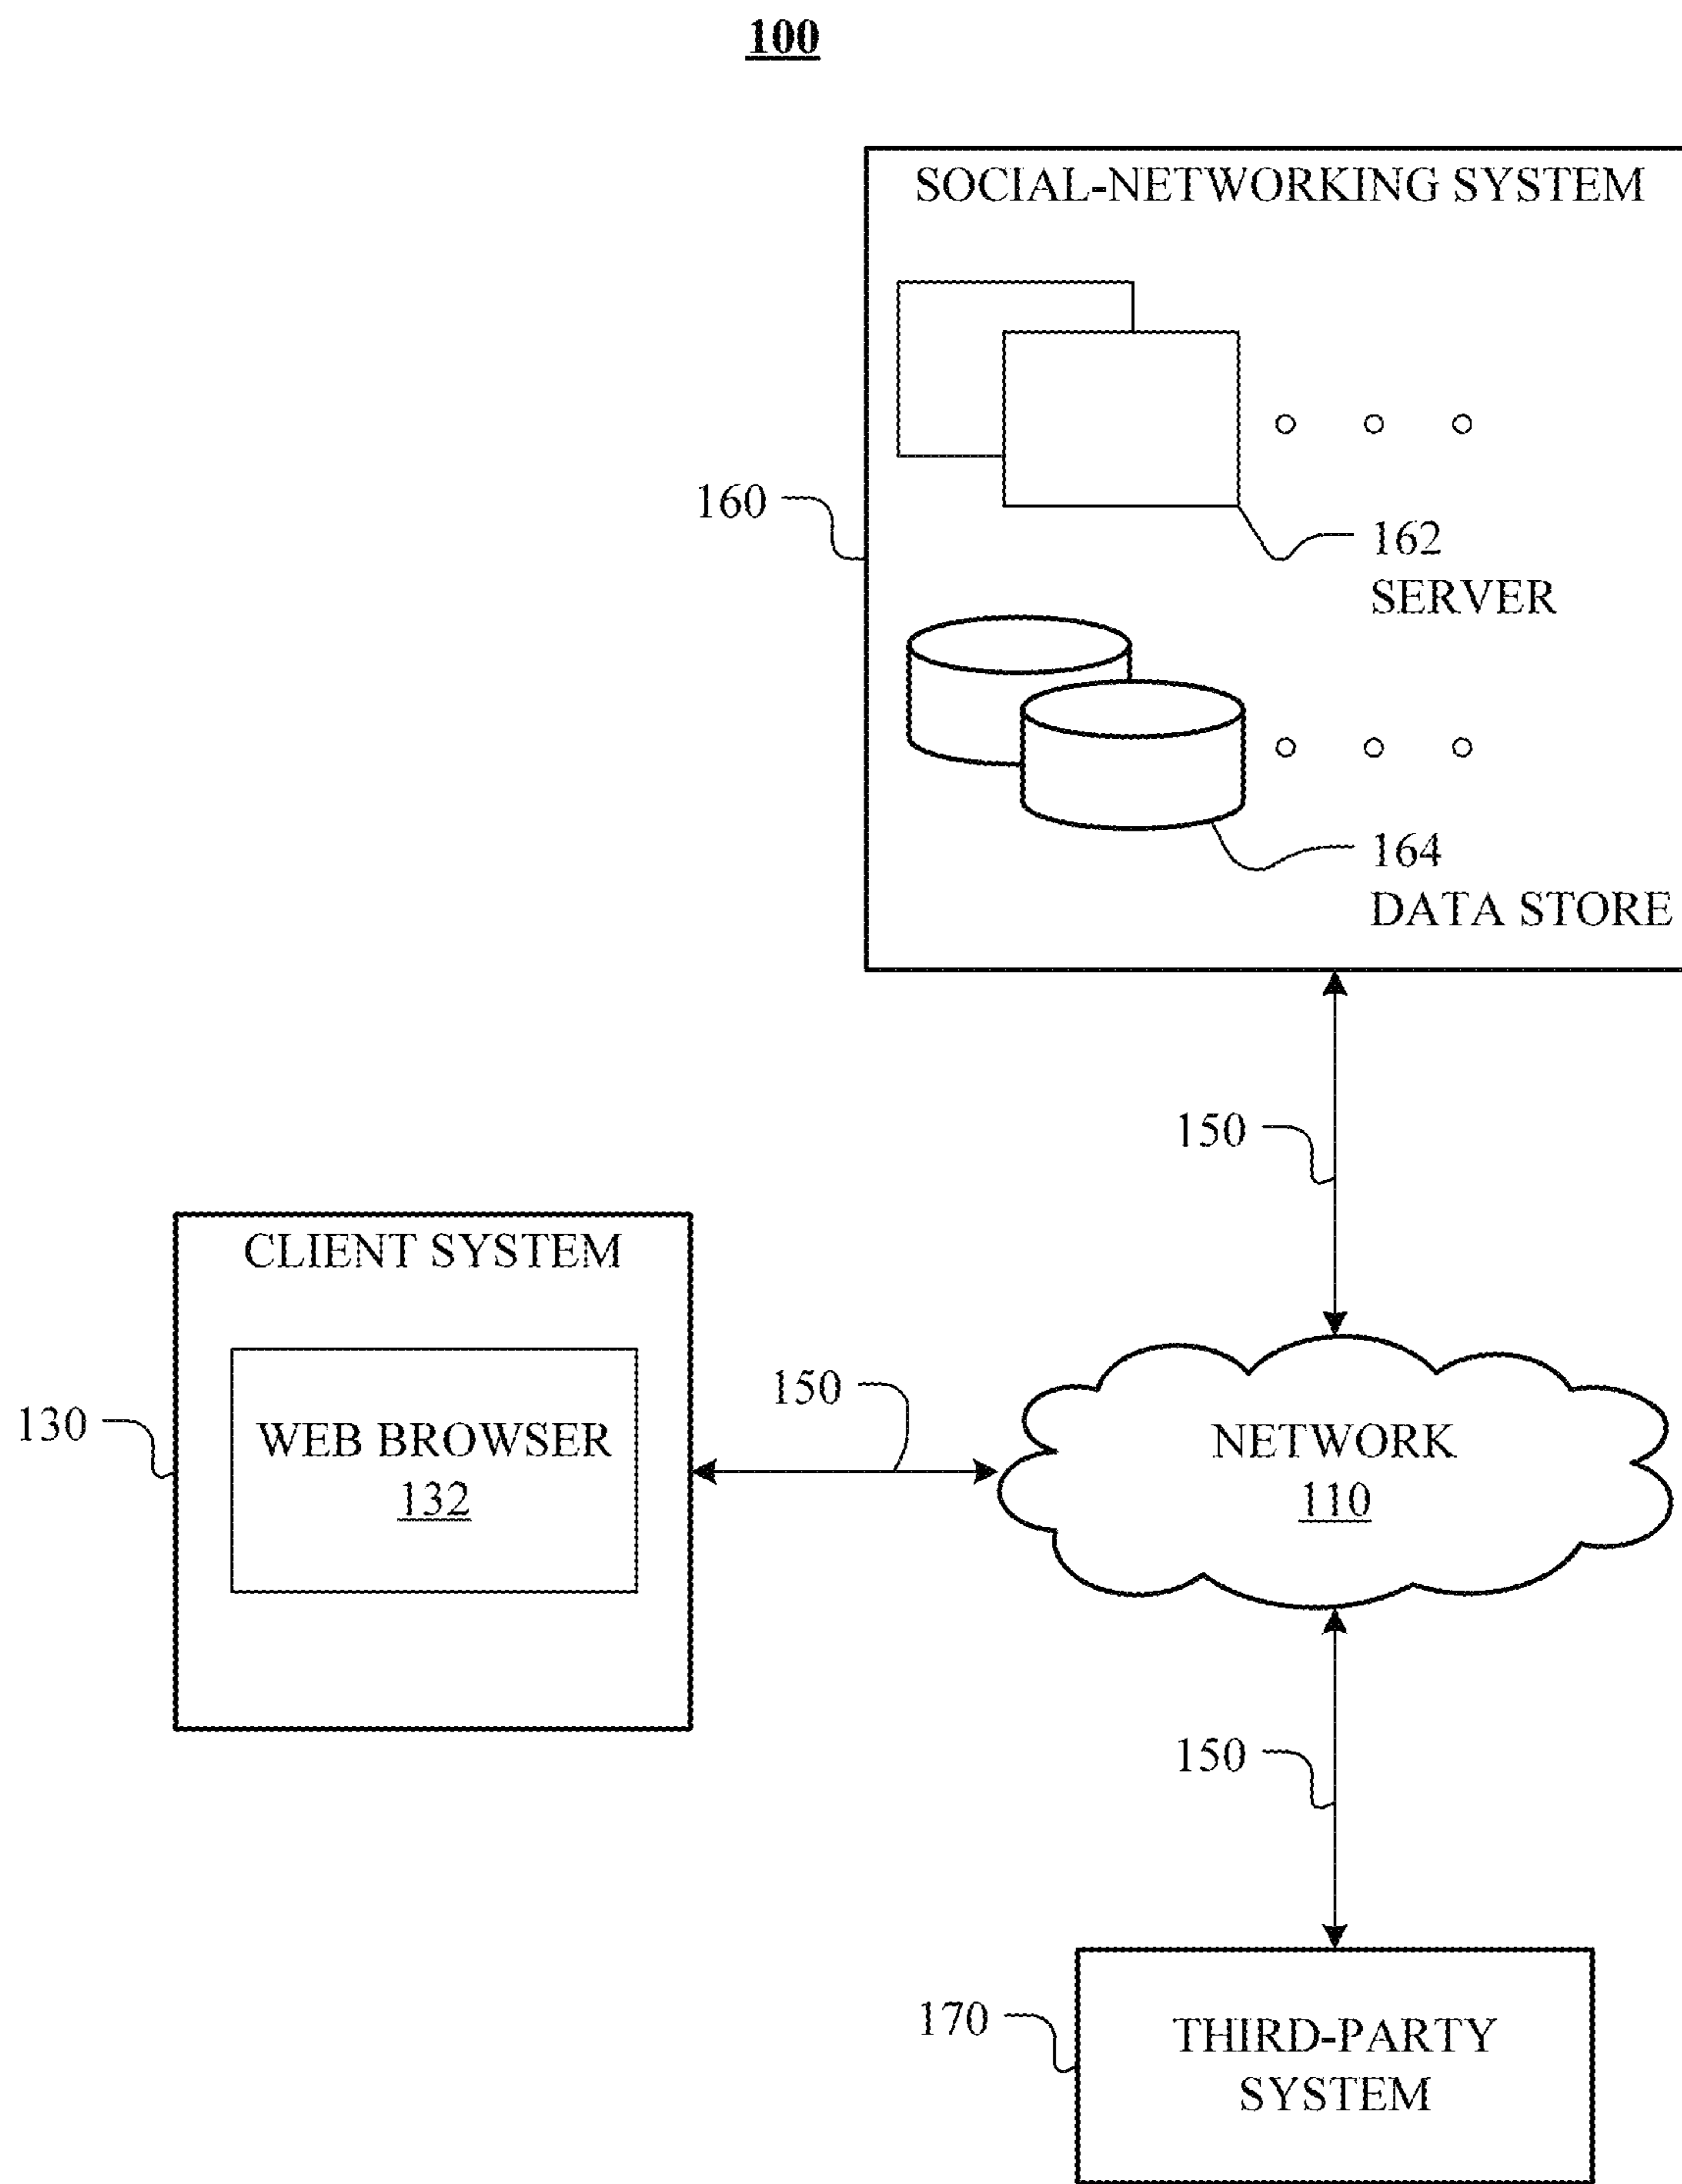 100
SOCIAL-NETWORKING SYSTEM
160
162
SERVER
164
DATA STORE
150
CLIENT SYSTEM
130
WEB BROWSER
132
150
NETWORK
110
150
170
THIRD-PARTY
SYSTEM